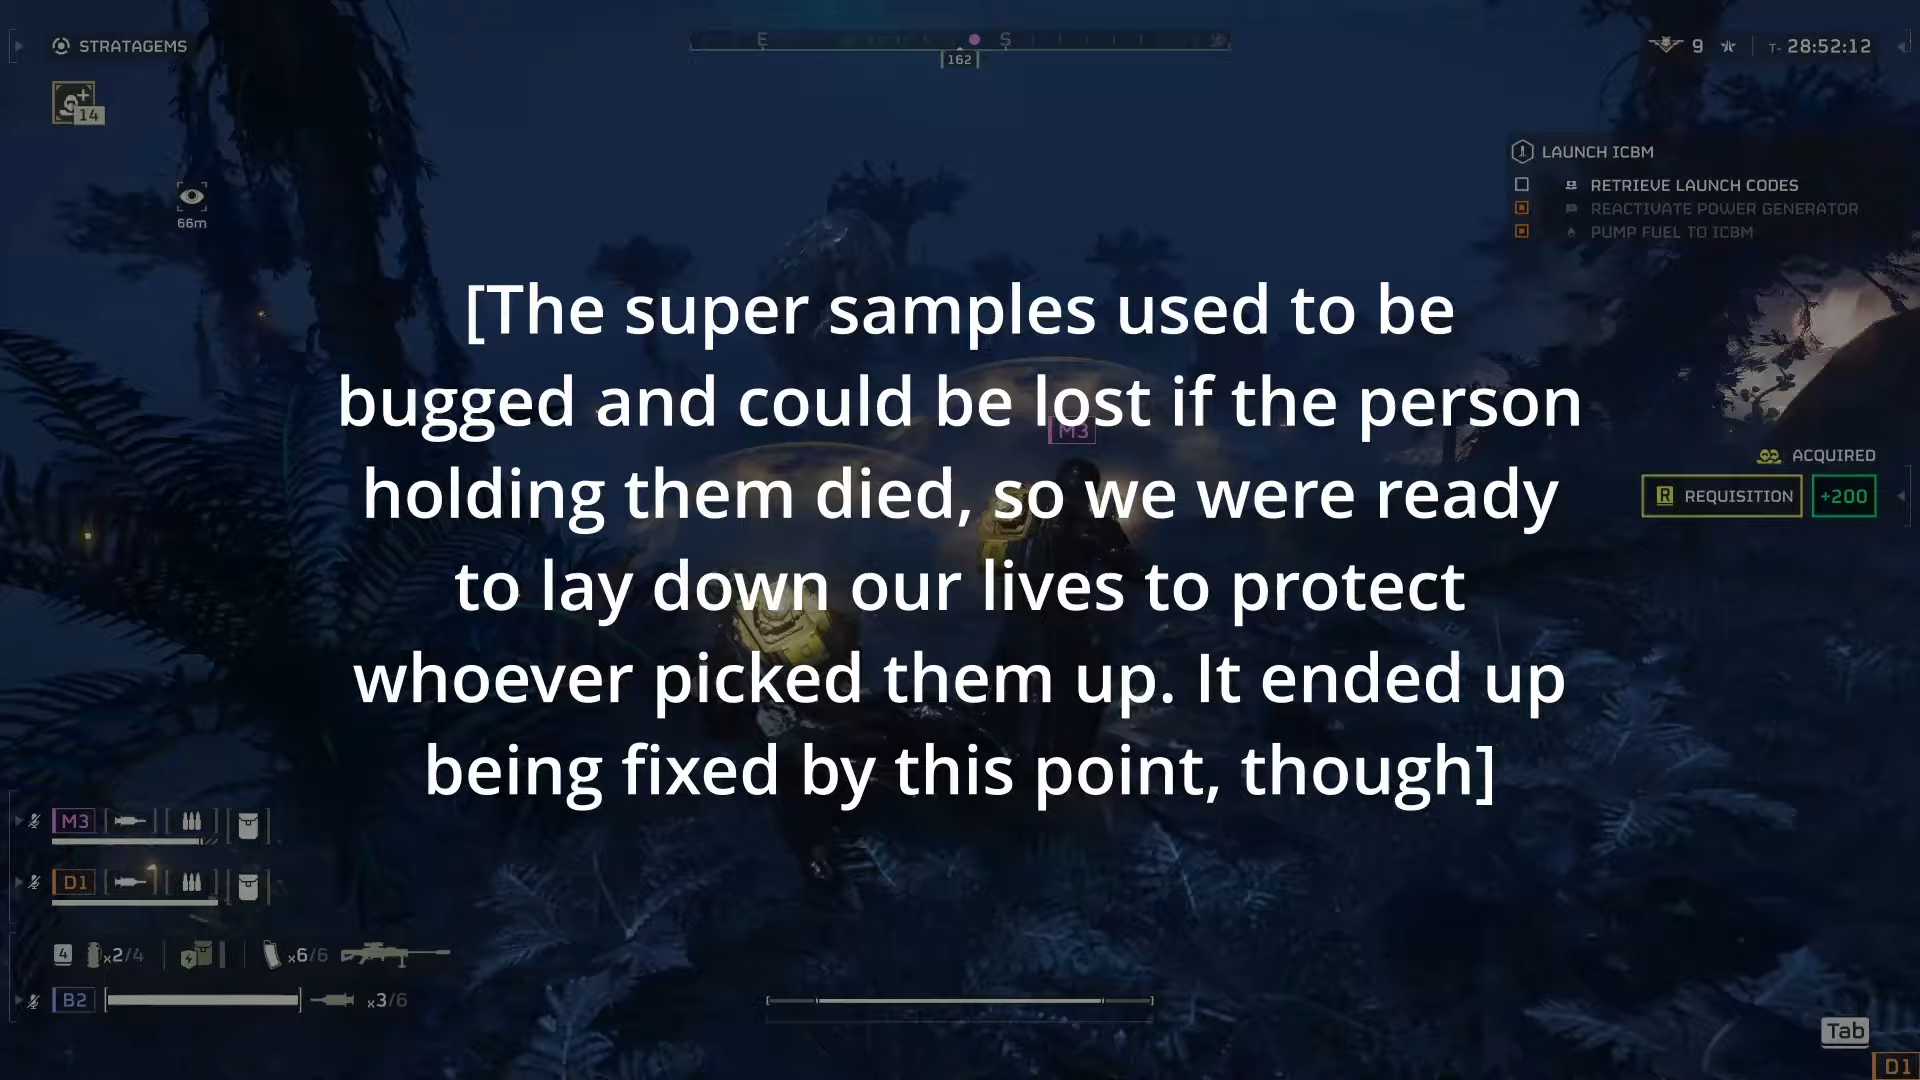 STRATAGEMS
E
S
162
9
T- 28:52:12
14
66m
LAUNCH ICBM
RETRIEVE LAUNCH CODES
REACTIVATE POWER GENERATOR
PUMP FUEL TO ICBM
[The super samples used to be
bugged and could be lost if the person
holding them died, so we were ready
to lay down our lives to protect
whoever picked them up. It ended up
being fixed by this point, though]
M3
ACQUIRED
R REQUISITION +200
M3
D1
4 x2/4 x6/6
B2 x3/6
Tab
D1